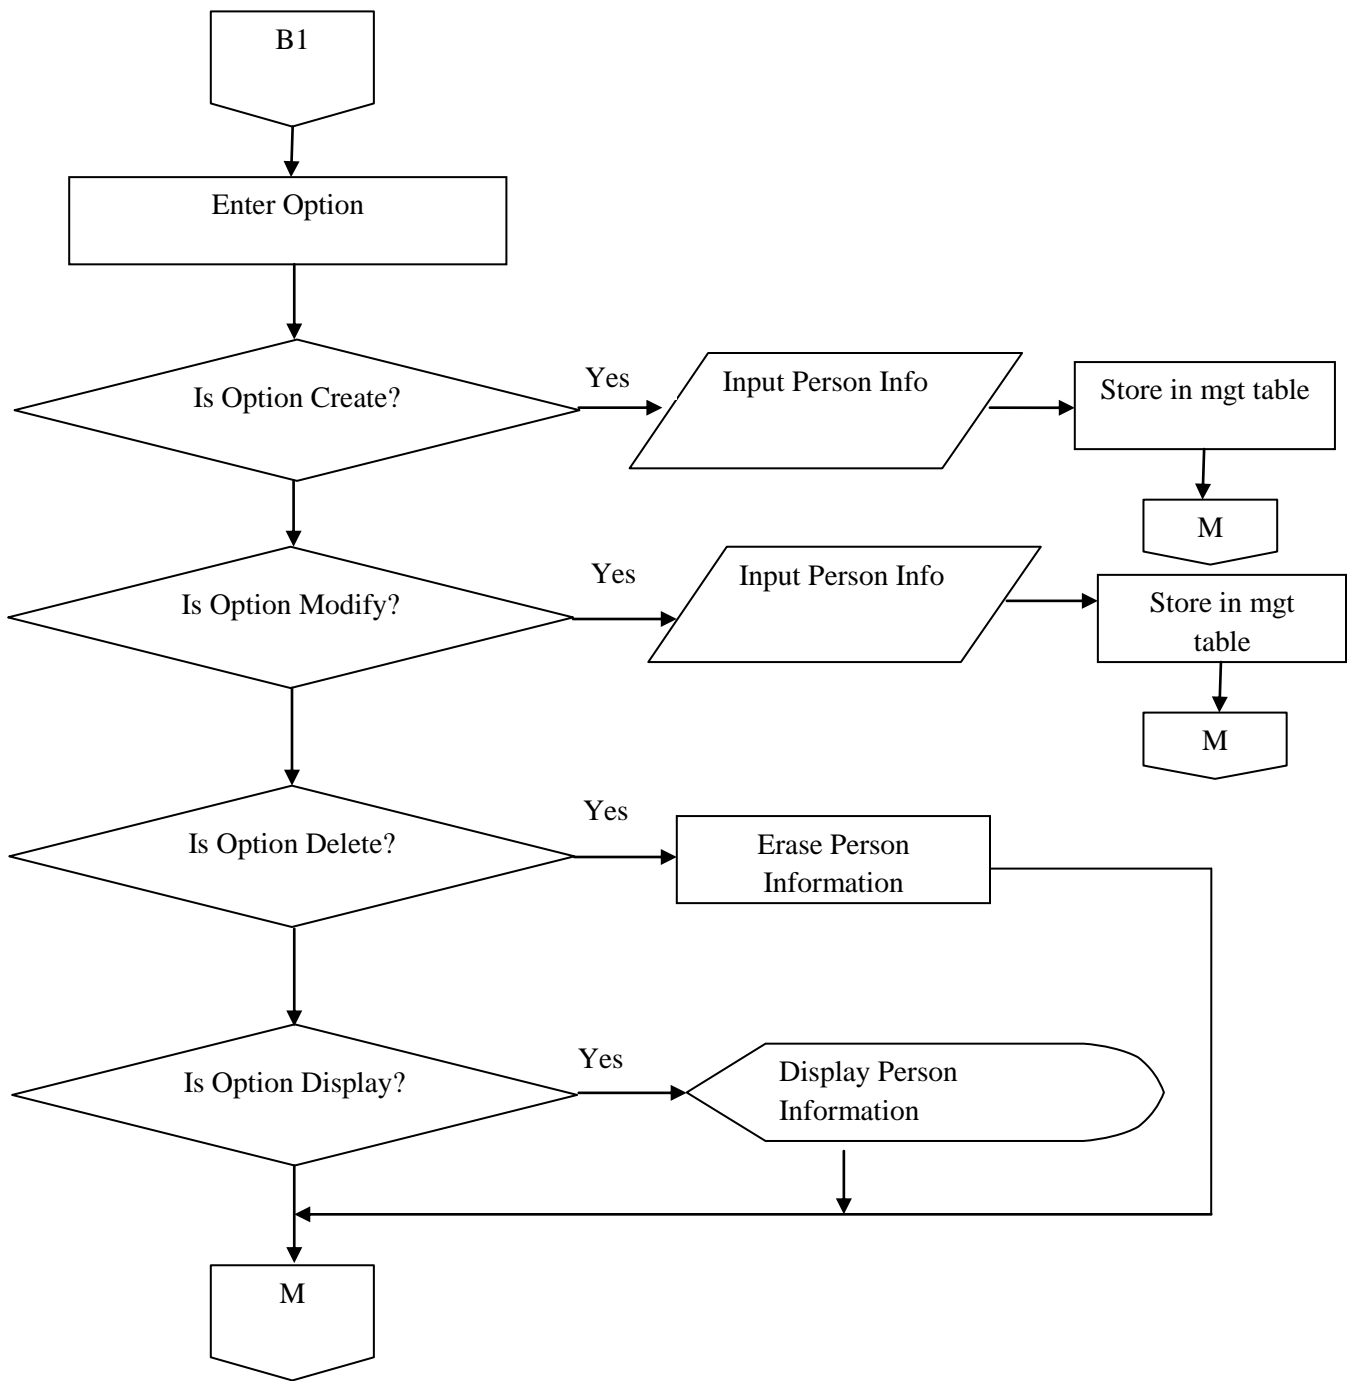 B1
Enter Option
Is Option Create?
Yes
Input Person Info
Store in mgt table
M
Is Option Modify?
Yes
Input Person Info
Store in mgt
table
M
Is Option Delete?
Yes
Erase Person
Information
Is Option Display?
Yes
Display Person
Information
M